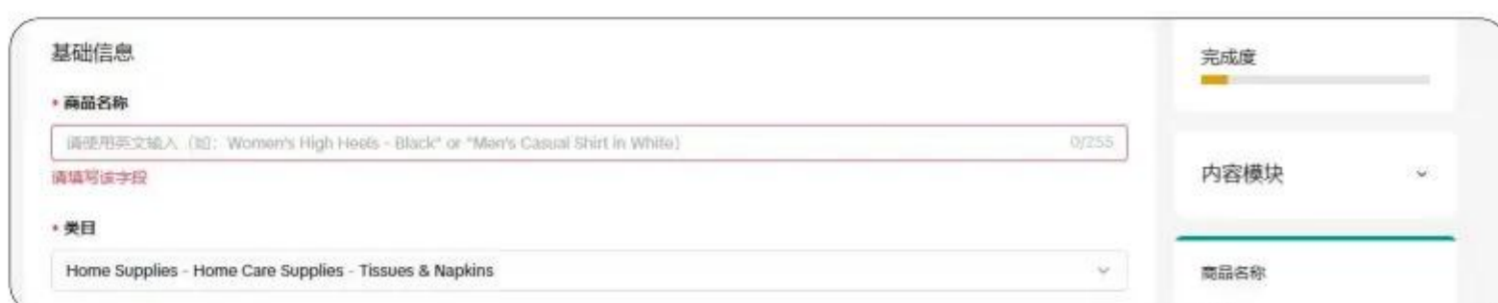 基础信息
* 商品名称
请使用英文输入（如：Women's High Heels - Black" or "Men's Casual Shirt in White）
0/255
请填写该字段
* 类目
Home Supplies - Home Care Supplies - Tissues & Napkins
完成度
内容模块
商品名称